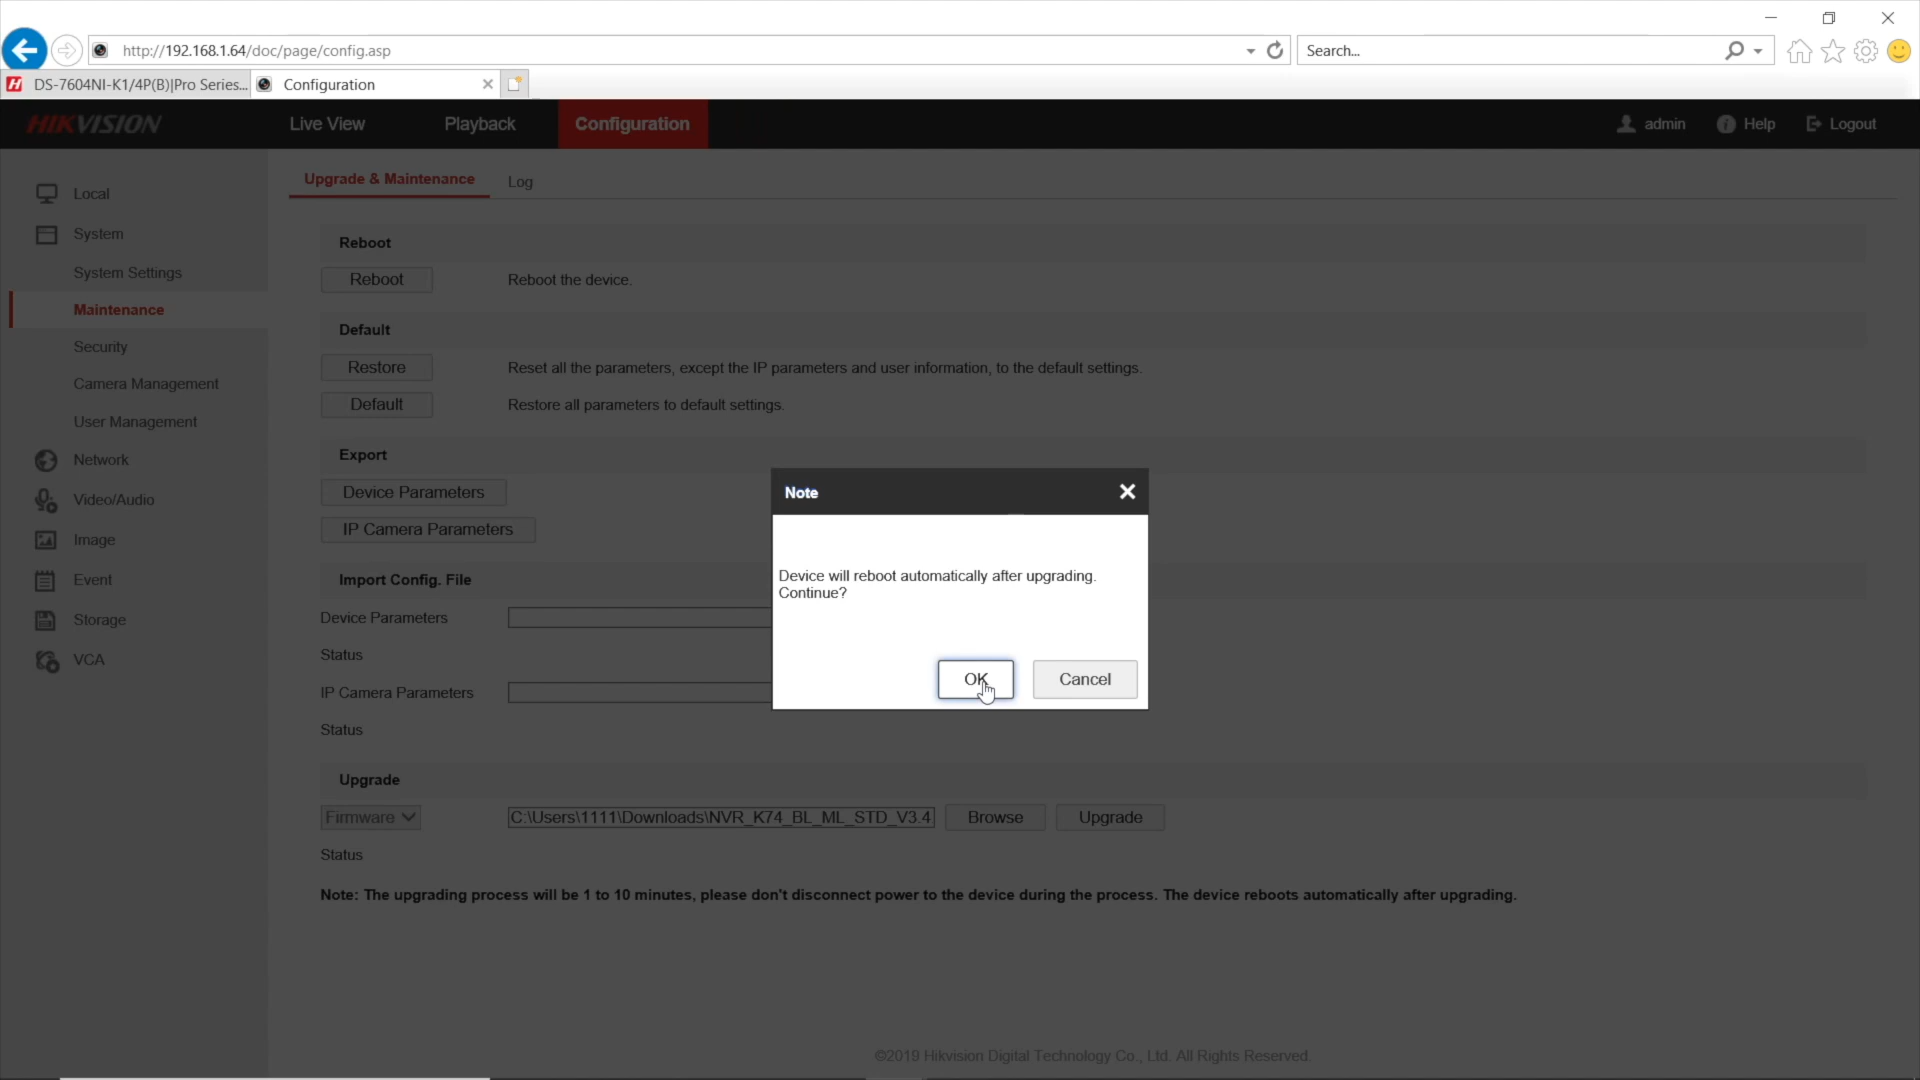 http://192.168.1.64/doc/page/config.asp
Search...
DS-7604NI-K1/4P(B)|Pro Series...
Configuration
HIKVISION
Live View
Playback
Configuration
admin
Help
Logout
Local
System
System Settings
Maintenance
Security
Camera Management
User Management
Network
Video/Audio
Image
Event
Storage
VCA
Upgrade & Maintenance
Log
Reboot
Reboot
Reboot the device.
Default
Restore
Reset all the parameters, except the IP parameters and user information, to the default settings.
Default
Restore all parameters to default settings.
Export
Device Parameters
IP Camera Parameters
Import Config. File
Device Parameters
Status
IP Camera Parameters
Status
Note
Device will reboot automatically after upgrading.
Continue?
OK
Cancel
Upgrade
Firmware
C:\Users\1111\Downloads\NVR_K74_BL_ML_STD_V3.4
Browse
Upgrade
Status
Note: The upgrading process will be 1 to 10 minutes, please don't disconnect power to the device during the process. The device reboots automatically after upgrading.
©2019 Hikvision Digital Technology Co., Ltd. All Rights Reserved.